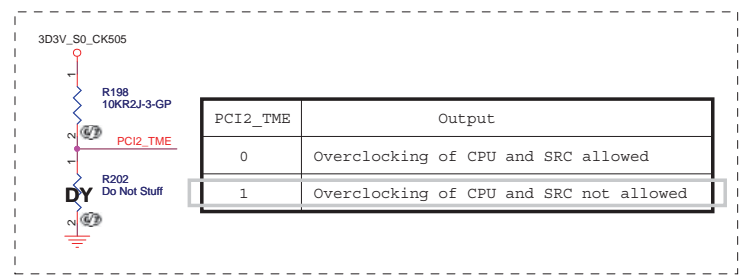 3D3V_S0_CK505
1
R198
10KR2J-3-GP
2
PCI2_TME
1
R202
DY Do Not Stuff
2
PCI2_TME Output
0 Overclocking of CPU and SRC allowed
1 Overclocking of CPU and SRC not allowed